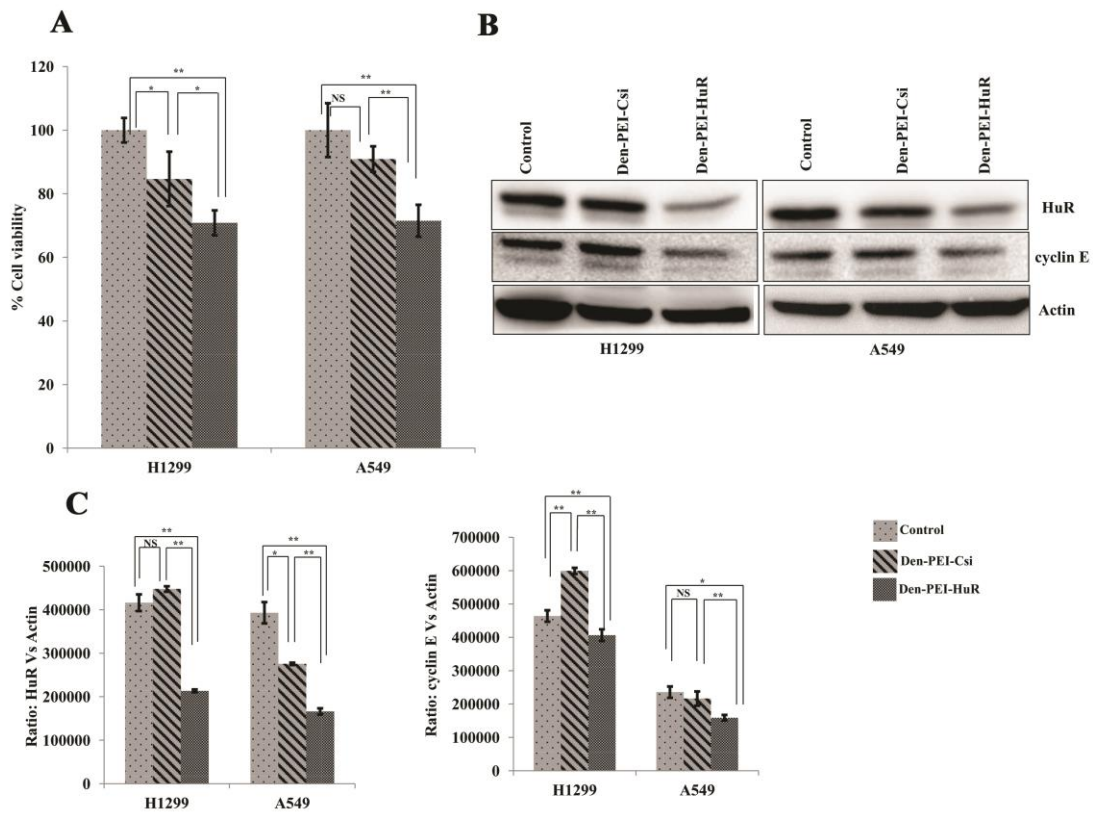 A
120
100
80
60
40
20
0
% Cell viability
**
*
*
**
NS
**
H1299
A549
B
Control
Den-PEI-Csi
Den-PEI-HuR
Control
Den-PEI-Csi
Den-PEI-HuR
HuR
cyclin E
Actin
H1299
A549
C
500000
400000
300000
200000
100000
0
Ratio: HuR Vs Actin
**
NS
**
**
*
**
H1299
A549
700000
600000
500000
400000
300000
200000
100000
0
Ratio: cyclin E Vs Actin
**
**
**
*
NS
**
H1299
A549
Control
Den-PEI-Csi
Den-PEI-HuR